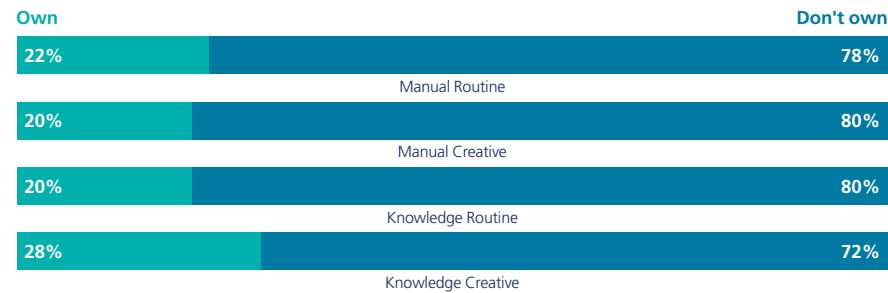 Own Don't own
22% 78%
Manual Routine
20% 80%
Manual Creative
20% 80%
Knowledge Routine
28% 72%
Knowledge Creative